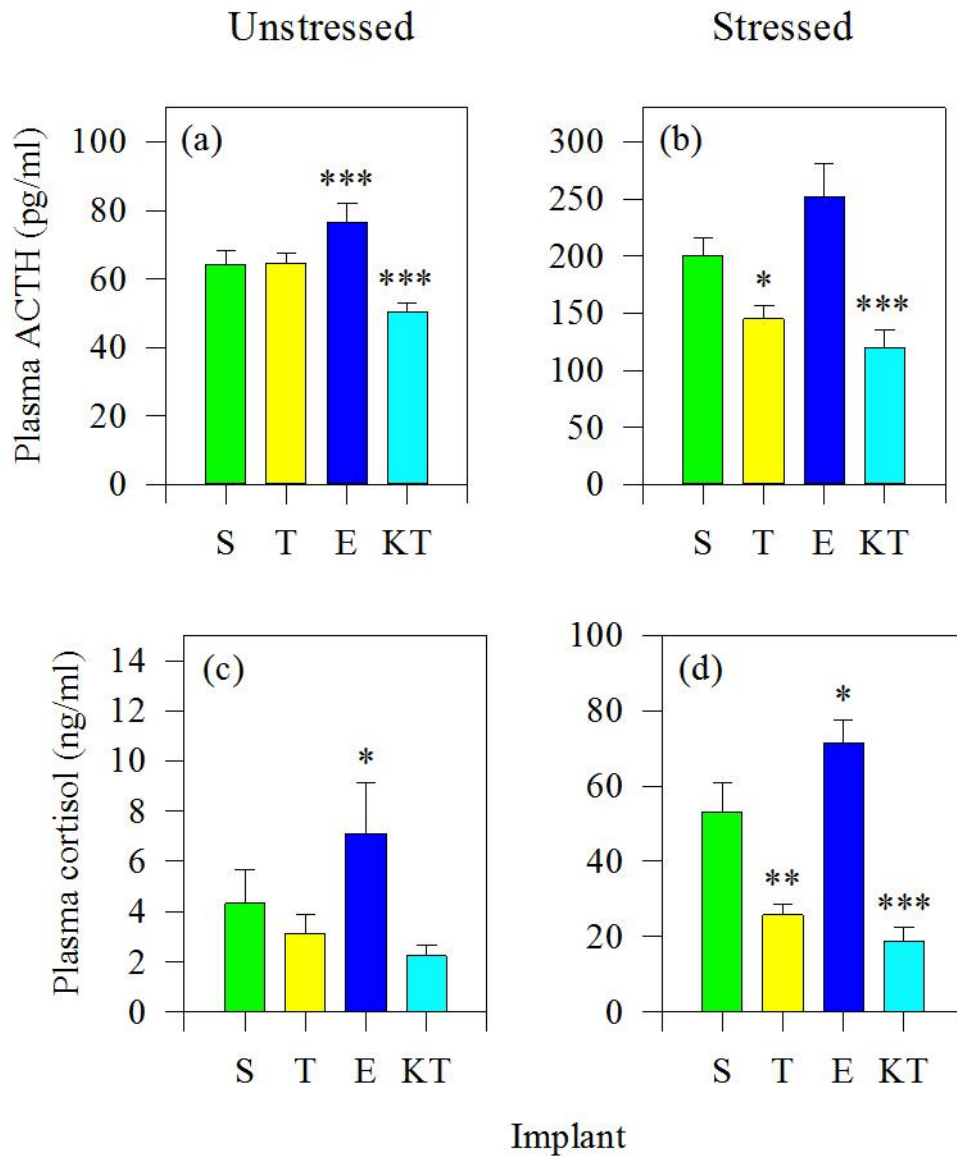 Unstressed
Stressed
Plasma ACTH (pg/ml)
100
80
60
40
20
0
(a)
***
***
S T E KT
300
250
200
150
100
50
0
(b)
*
***
S T E KT
Plasma cortisol (ng/ml)
14
12
10
8
6
4
2
0
(c)
*
S T E KT
100
80
60
40
20
0
(d)
*
**
***
S T E KT
Implant